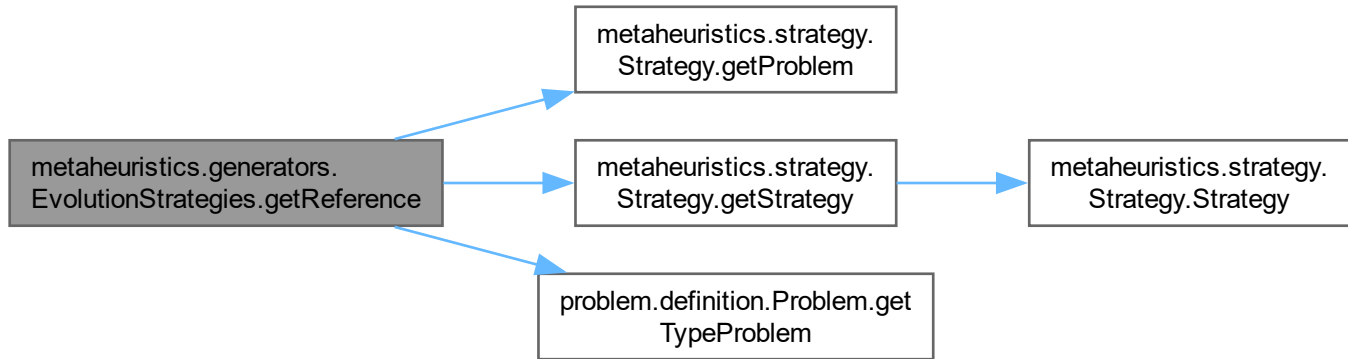 metaheuristics.strategy.
Strategy.getProblem
metaheuristics.generators.
EvolutionStrategies.getReference
metaheuristics.strategy.
Strategy.getStrategy
metaheuristics.strategy.
Strategy.Strategy
problem.definition.Problem.get
TypeProblem